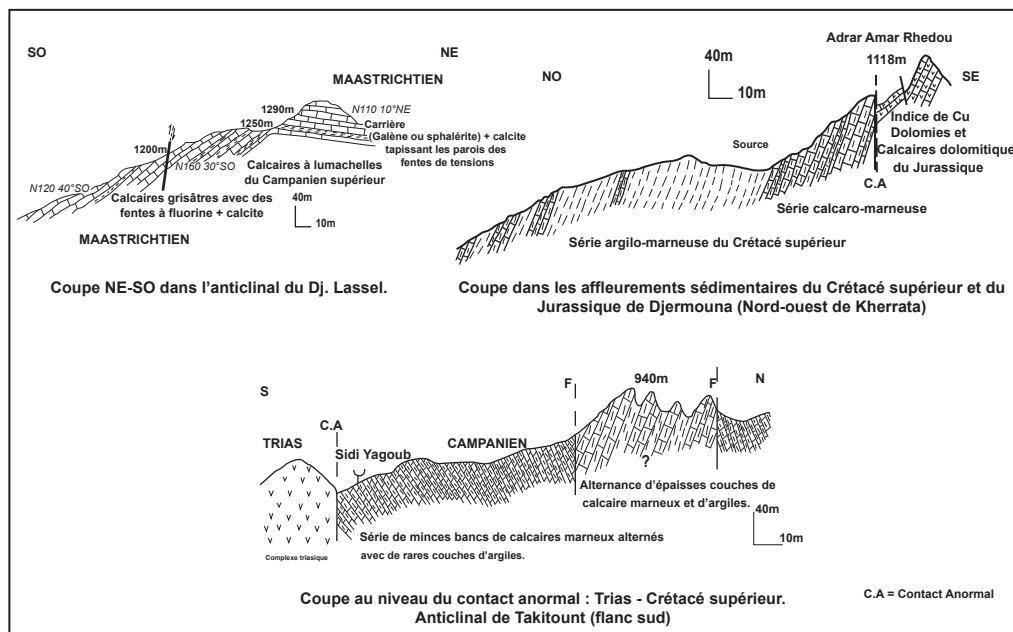 SO
NE
MAASTRICHTIEN
1290m
N110 10°NE
1250m
Carrière
(Galène ou sphalérite) + calcite
tapissant les parois des
fentes de tensions
1200m
N160 30°SO
Calcaires à lumachelles
du Campanien supérieur
N120 40°SO
Calcaires grisâtres avec des
fentes à fluorine + calcite
40m
10m
MAASTRICHTIEN
Coupe NE-SO dans l’anticlinal du Dj. Lassel.
Adrar Amar Rhedou
40m
1118m
NO
SE
10m
Indice de Cu
Dolomies et
Calcaires dolomitique
du Jurassique
Source
C.A
Série calcaro-marneuse
Série argilo-marneuse du Crétacé supérieur
Coupe dans les affleurements sédimentaires du Crétacé supérieur et du
Jurassique de Djermouna (Nord-ouest de Kherrata)
S
F
940m
F
N
C.A
TRIAS
CAMPANIEN
Sidi Yagoub
?
Alternance d’épaisses couches de
calcaire marneux et d’argiles.
40m
10m
Série de minces bancs de calcaires marneux alternés
avec de rares couches d’argiles.
Complexe triasique
Coupe au niveau du contact anormal : Trias - Crétacé supérieur.
Anticlinal de Takitount (flanc sud)
C.A = Contact Anormal